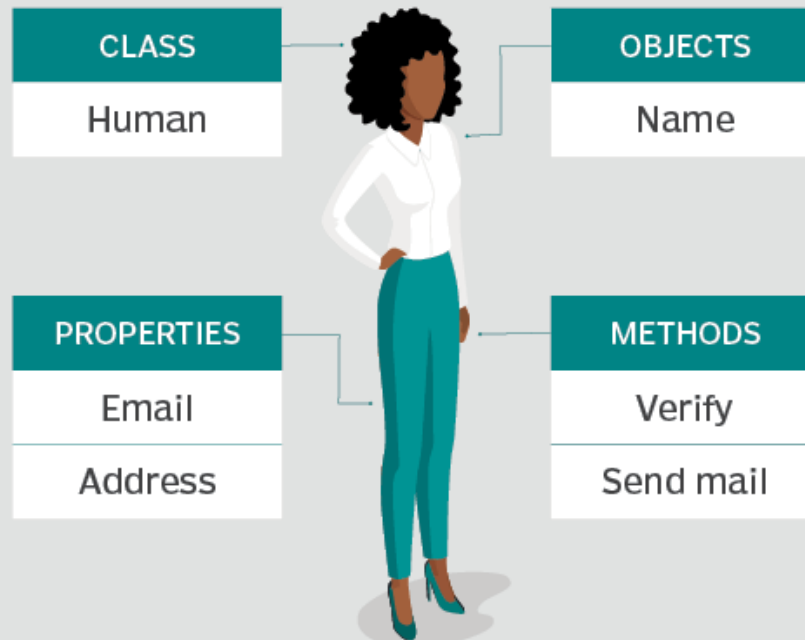 CLASS
Human
OBJECTS
Name
PROPERTIES
Email
Address
METHODS
Verify
Send mail